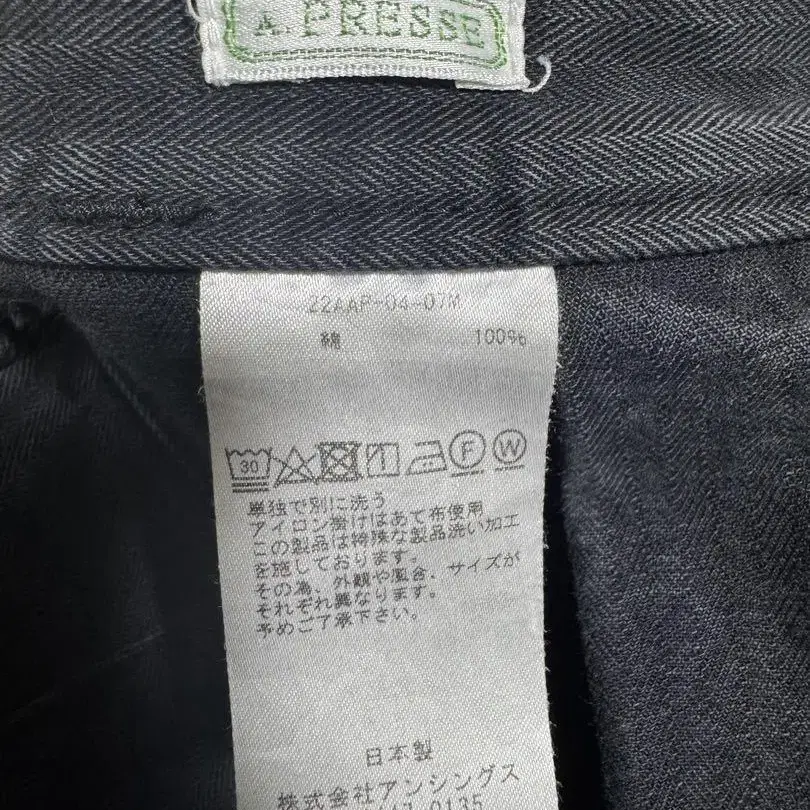 A. PRESSE
22AAP-04-07M
綿 100%
30
F W
単独で別に洗う
アイロン掛けはあて布使用
この製品は特殊な製品洗い加工
を施しております。
その為、外観や風合、サイズが
それぞれ異なります。
予めご了承下さい。
日本製
株式会社アンシングス
0135